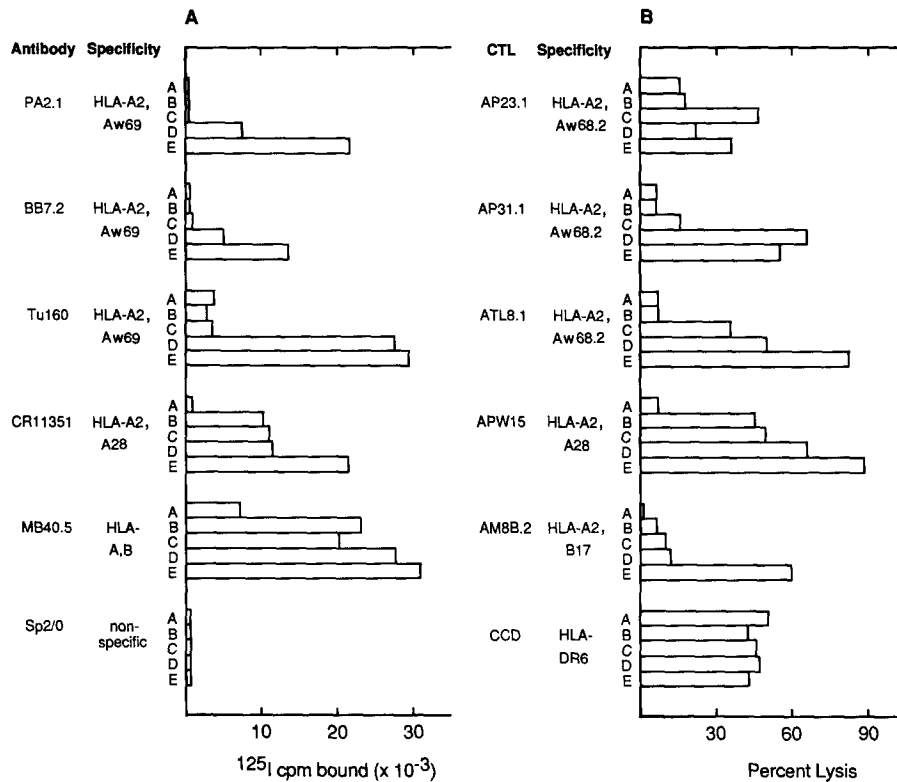 A
Antibody Specificity
PA2.1 HLA-A2,
Aw69
A
B
C
D
E
BB7.2 HLA-A2,
Aw69
A
B
C
D
E
Tu160 HLA-A2,
Aw69
A
B
C
D
E
CR11351 HLA-A2,
A28
A
B
C
D
E
MB40.5 HLA-
A,B
A
B
C
D
E
Sp2/0 non-
specific
A
B
C
D
E
10 20 30
¹²⁵I cpm bound (x 10⁻³)
B
CTL Specificity
AP23.1 HLA-A2,
Aw68.2
A
B
C
D
E
AP31.1 HLA-A2,
Aw68.2
A
B
C
D
E
ATL8.1 HLA-A2,
Aw68.2
A
B
C
D
E
APW15 HLA-A2,
A28
A
B
C
D
E
AM8B.2 HLA-A2,
B17
A
B
C
D
E
CCD HLA-
DR6
A
B
C
D
E
30 60 90
Percent Lysis